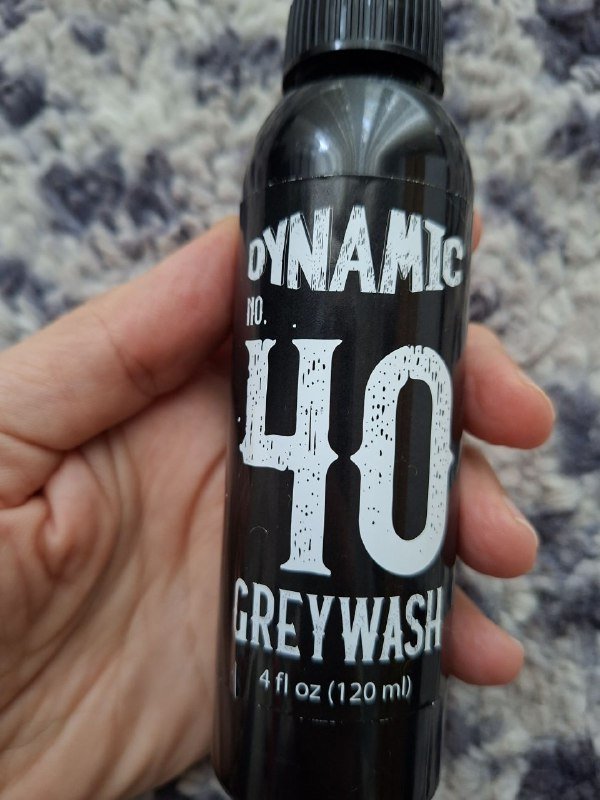 DYNAMIC
NO.
40
GREYWASH
4 fl oz (120 ml)